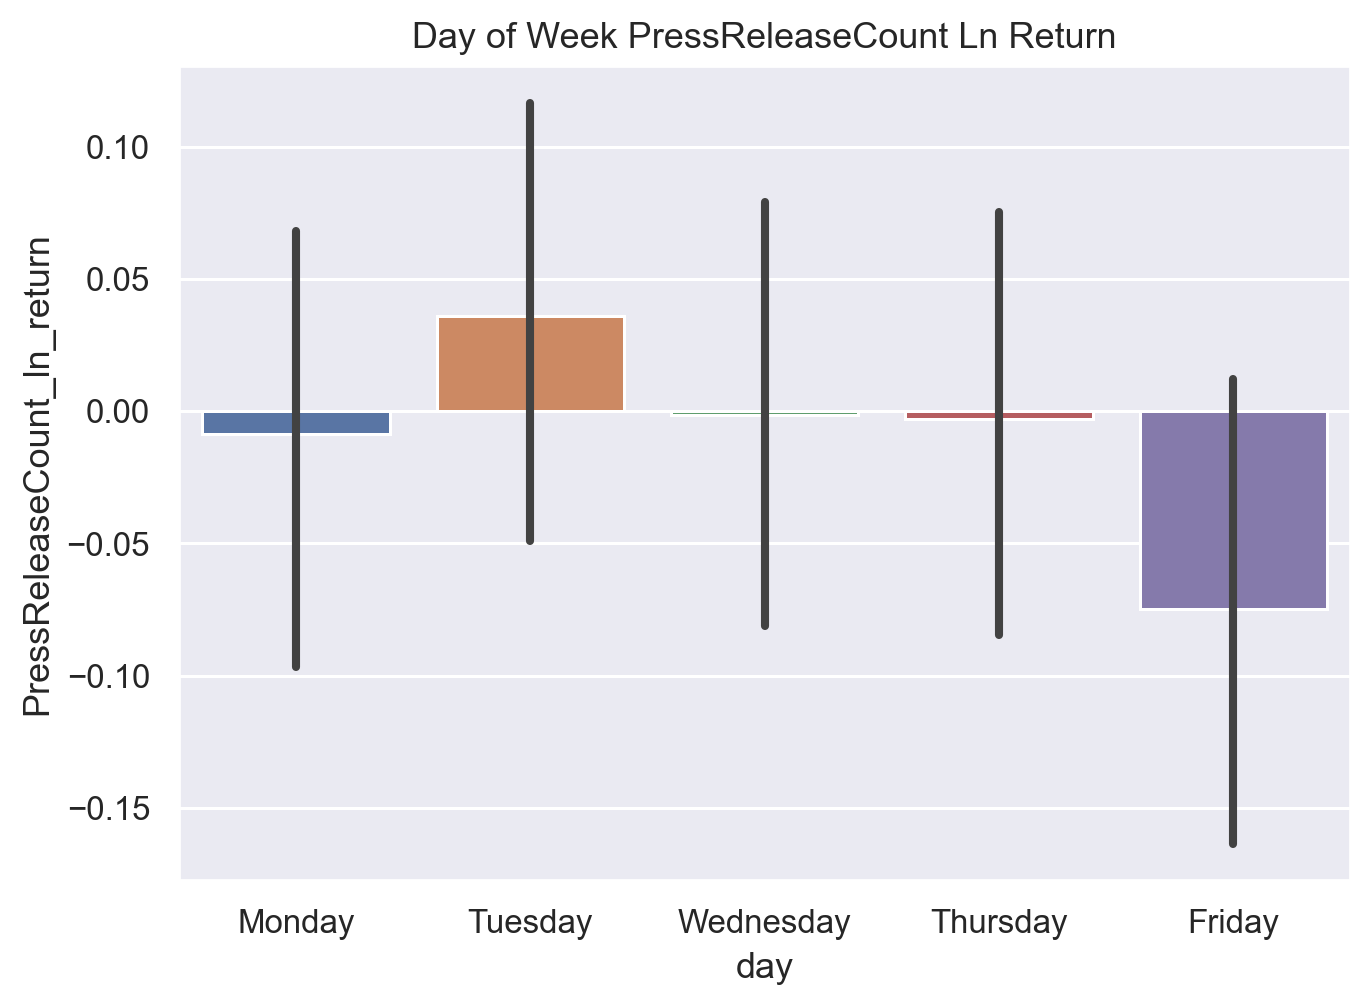 Day of Week PressReleaseCount Ln Return
PressReleaseCount_ln_return
0.10
0.05
0.00
−0.05
−0.10
−0.15
Monday Tuesday Wednesday Thursday Friday
day